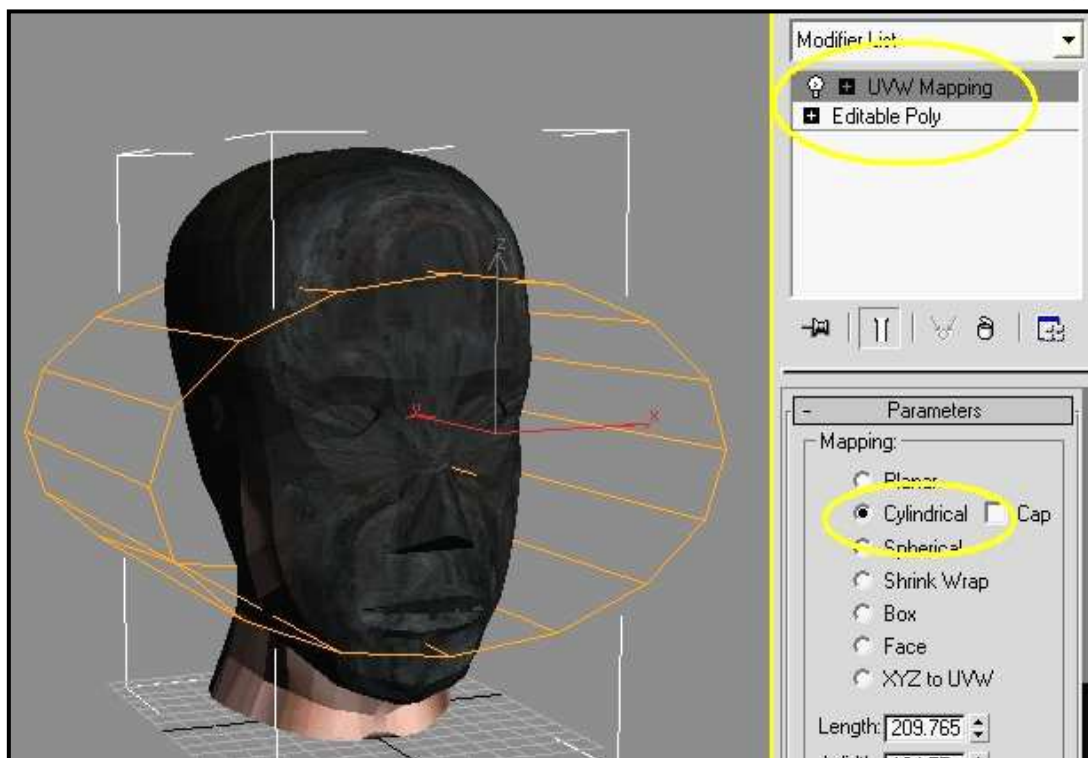 Modifier List
UVW Mapping
Editable Poly
Z
y
x
Parameters
Mapping:
Planar
Cylindrical Cap
Spherical
Shrink Wrap
Box
Face
XYZ to UVW
Length: 209.765